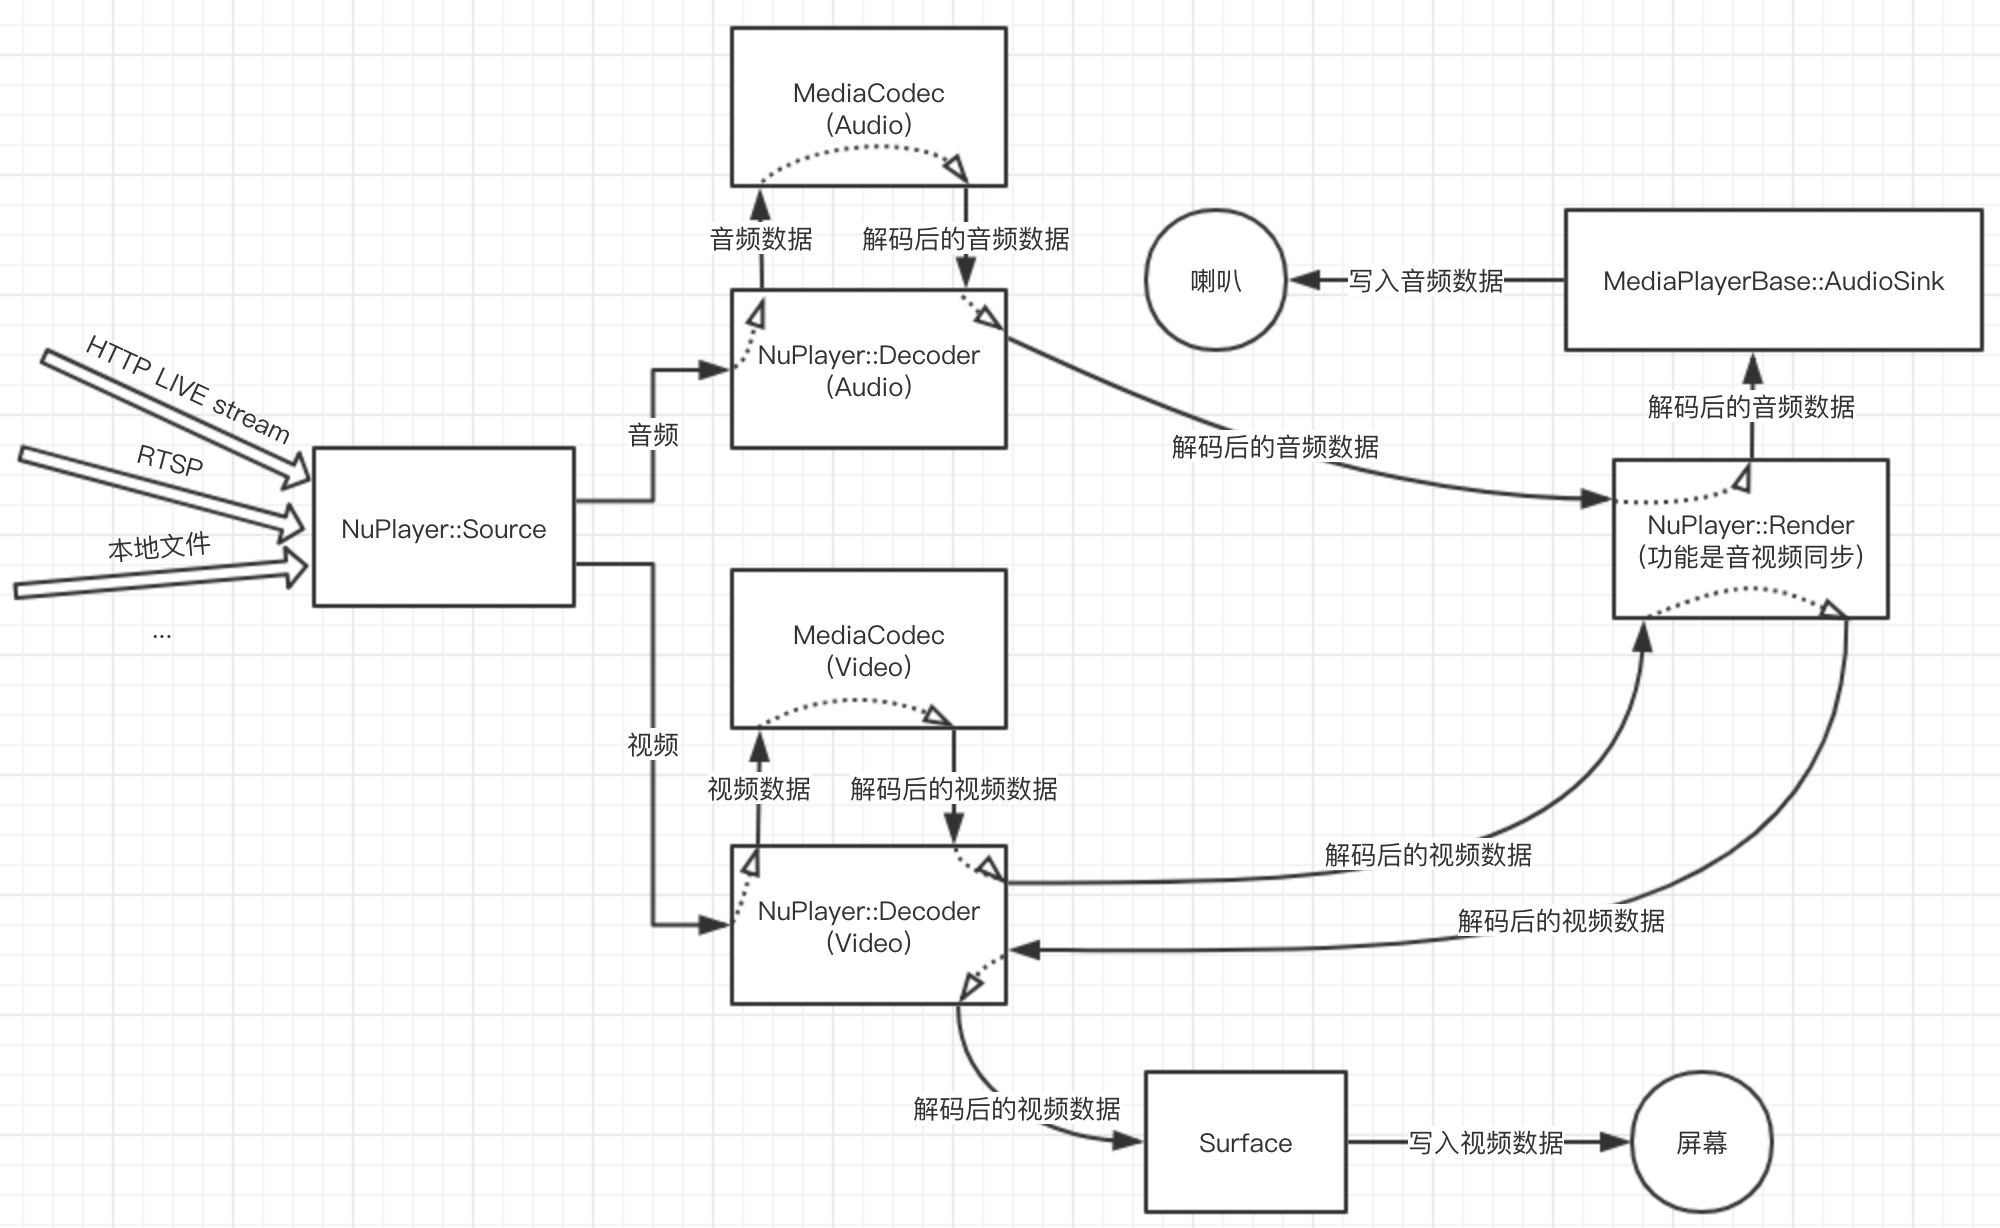 MediaCodec
(Audio)
音频数据
解码后的音频数据
喇叭
写入音频数据
MediaPlayerBase::AudioSink
HTTP LIVE stream
NuPlayer::Decoder
(Audio)
解码后的音频数据
音频
解码后的音频数据
RTSP
NuPlayer::Source
NuPlayer::Render
(功能是音视频同步)
本地文件
...
MediaCodec
(Video)
视频
视频数据
解码后的视频数据
解码后的视频数据
NuPlayer::Decoder
(Video)
解码后的视频数据
解码后的视频数据
Surface
写入视频数据
屏幕